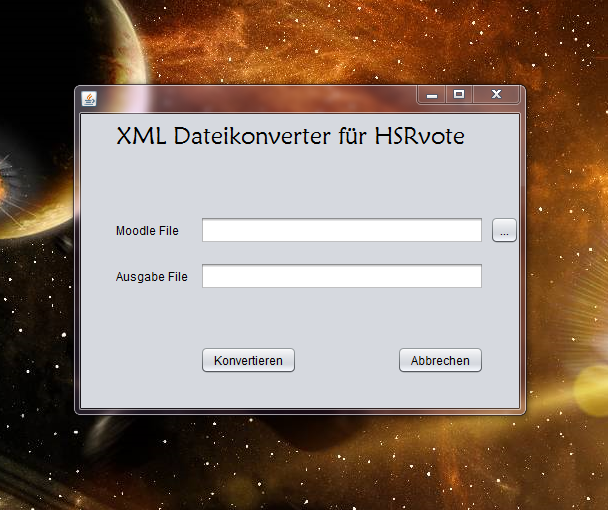 XML Dateikonverter für HSRvote
Moodle File
...
Ausgabe File
Konvertieren
Abbrechen